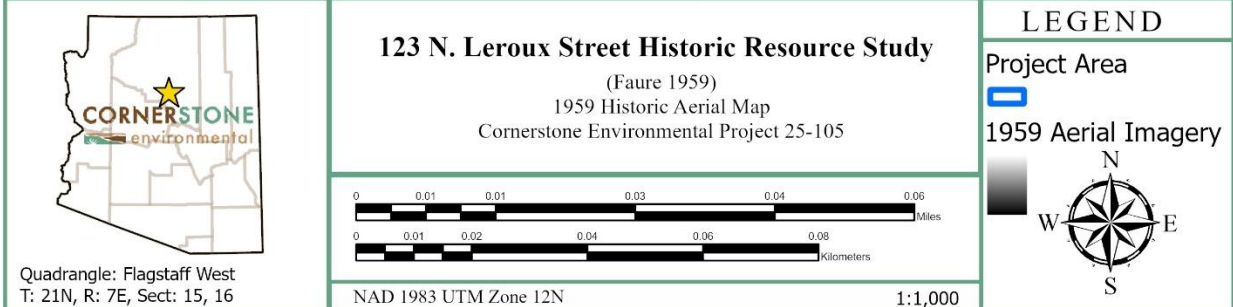 CORNERSTONE
environmental
Quadrangle: Flagstaff West
T: 21N, R: 7E, Sect: 15, 16
123 N. Leroux Street Historic Resource Study
(Faure 1959)
1959 Historic Aerial Map
Cornerstone Environmental Project 25-105
0 0.01 0.01 0.03 0.04 0.06
Miles
0 0.01 0.02 0.04 0.06 0.08
Kilometers
NAD 1983 UTM Zone 12N 1:1,000
LEGEND
Project Area
1959 Aerial Imagery
N
W E
S